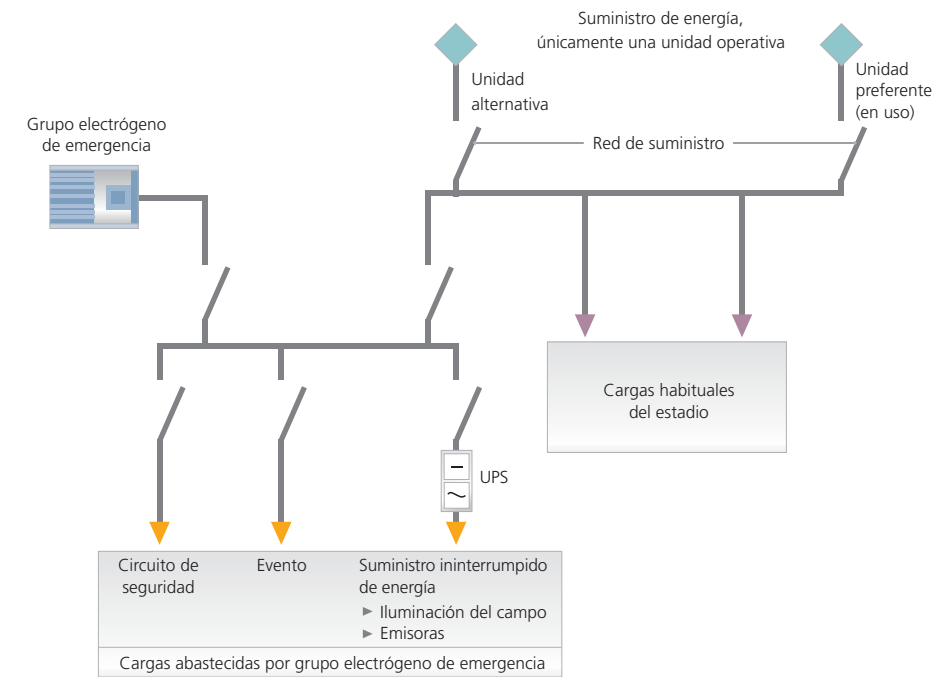 Suministro de energía,
únicamente una unidad operativa
Unidad
alternativa
Unidad
preferente
(en uso)
Grupo electrógeno
de emergencia
Red de suministro
Cargas habituales
del estadio
UPS
Circuito de
seguridad
Evento
Suministro ininterrumpido
de energía
► Iluminación del campo
► Emisoras
Cargas abastecidas por grupo electrógeno de emergencia